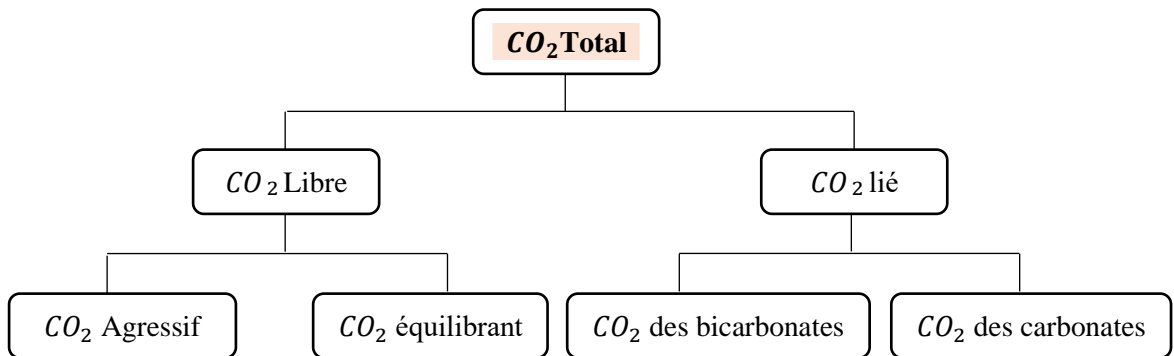 CO₂ Total
CO₂ Libre
CO₂ lié
CO₂ Agressif
CO₂ équilibrant
CO₂ des bicarbonates
CO₂ des carbonates